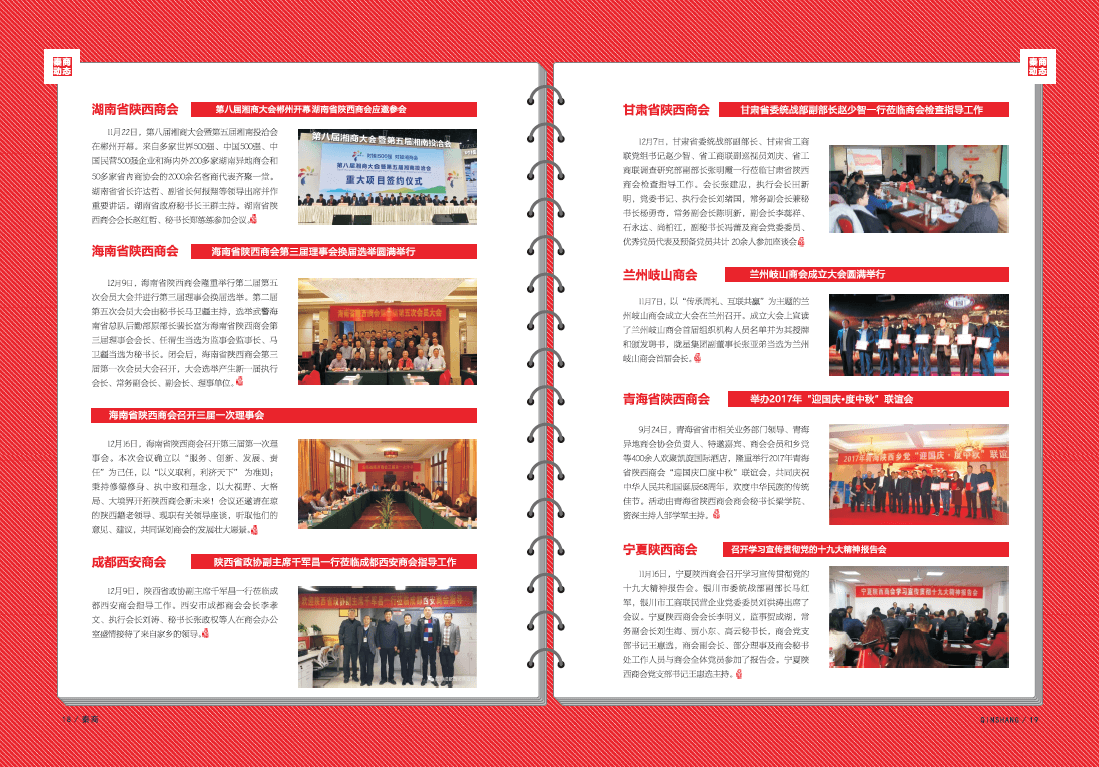 秦商
动态
湖南省陕西商会
第八届湘商大会郴州开幕 湖南省陕西商会应邀参会
11月22日，第八届湘商大会暨第五届湘南投洽会
在郴州开幕。来自多家世界500强、中国500强、中
国民营500强企业和海内外200多家湖南异地商会和
50多家省内商协会的2000余名客商代表齐聚一堂。
湖南省省长许达哲、副省长何报翔等领导出席并作
重要讲话。湖南省政府秘书长王群主持。湖南省陕
西商会会长赵红哲、秘书长郑练练参加会议。
第八届湘商大会暨第五届湘南投洽会
重大项目签约仪式
海南省陕西商会
海南省陕西商会第三届理事会换届选举圆满举行
12月9日，海南省陕西商会隆重举行第二届第五
次会员大会并进行第三届理事会换届选举。第二届
第五次会员大会由秘书长马卫疆主持，选举武警海
南省总队后勤部原部长裴长富为海南省陕西商会第
三届理事会会长、任渭生当选为监事会监事长、马
卫疆当选为秘书长。闭会后，海南省陕西商会第三
届第一次会员大会召开，大会选举产生新一届执行
会长、常务副会长、副会长、理事单位。
海南省陕西商会召开三届一次理事会
12月16日，海南省陕西商会召开第三届第一次理
事会。本次会议确立以“服务、创新、发展、责
任”为己任，以“以义取利，利济天下”为准则；
秉持修德修身、执中致和理念，以大视野、大格
局、大境界开拓陕西商会新未来！会议还邀请在琼
的陕西籍老领导、现职有关领导座谈，听取他们的
意见、建议，共同谋划商会的发展壮大愿景。
成都西安商会
陕西省政协副主席千军昌一行莅临成都西安商会指导工作
12月9日，陕西省政协副主席千军昌一行莅临成
都西安商会指导工作。西安市成都商会会长李孝
文、执行会长刘涛、秘书长张政权等人在商会办公
室盛情接待了来自家乡的领导。
18 / 秦商
秦商
动态
甘肃省陕西商会
甘肃省委统战部副部长赵少智一行莅临商会检查指导工作
12月7日，甘肃省委统战部副部长、甘肃省工商
联党组书记赵少智、省工商联副巡视员刘庆、省工
商联调查研究部副部长张明履一行莅临甘肃省陕西
商会检查指导工作。会长张建忠，执行会长田新
明，党委书记、执行会长刘绪国，常务副会长兼秘
书长杨勇奇，常务副会长陈明新，副会长李蕊祥、
石永达、尚柏江，副秘书长冯蕾及商会党委委员、
优秀党员代表及预备党员共计 20余人参加座谈会
兰州岐山商会
兰州岐山商会成立大会圆满举行
11月7日，以“传承周礼、互联共赢”为主题的兰
州岐山商会成立大会在兰州召开，成立大会上宣读
了兰州岐山商会首届组织机构人员名单并为其授牌
和颁发聘书，陇星集团副董事长张亚弟当选为兰州
岐山商会首届会长。
青海省陕西商会
举办2017年“迎国庆•度中秋”联谊会
9月24日，青海省省市相关业务部门领导、青海
异地商会协会负责人、特邀嘉宾、商会会员和乡党
等400余人欢聚凯旋国际酒店，隆重举行2017年青海
省陕西商会“迎国庆口度中秋”联谊会，共同庆祝
中华人民共和国诞辰68周年，欢度中华民族的传统
佳节。活动由青海省陕西商会商会秘书长梁学院、
资深主持人邹学军主持。
2017年青海陕西乡党“迎国庆·度中秋”联谊
宁夏陕西商会
召开学习宣传贯彻党的十九大精神报告会
11月16日，宁夏陕西商会召开学习宣传贯彻党的
十九大精神报告会。银川市委统战部副部长马红
军，银川市工商联民营企业党委委员刘洪涛出席了
会议。宁夏陕西商会会长李明义，监事贺成湖，常
务副会长刘生海、贾小东、高云秘书长，商会党支
部书记王惠选，商会副会长、部分理事及商会秘书
处工作人员与商会全体党员参加了报告会。宁夏陕
西商会党支部书记王惠选主持。
宁夏陕西商会学习宣传贯彻十九大精神报告会
QINSHANG / 19